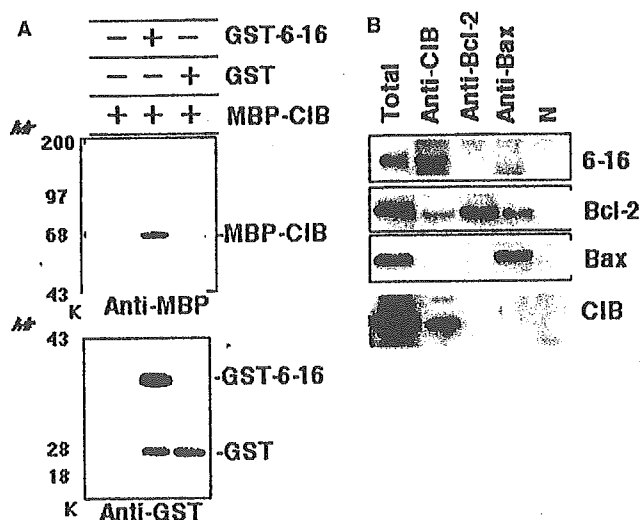 A
- + - GST-6-16
- - + GST
+ + + MBP-CIB
Mr
200
97
68
43
K
-MBP-CIB
Anti-MBP
Mr
43
28
18
K
-GST-6-16
-GST
Anti-GST
B
Total
Anti-CIB
Anti-Bcl-2
Anti-Bax
N
6-16
Bcl-2
Bax
CIB